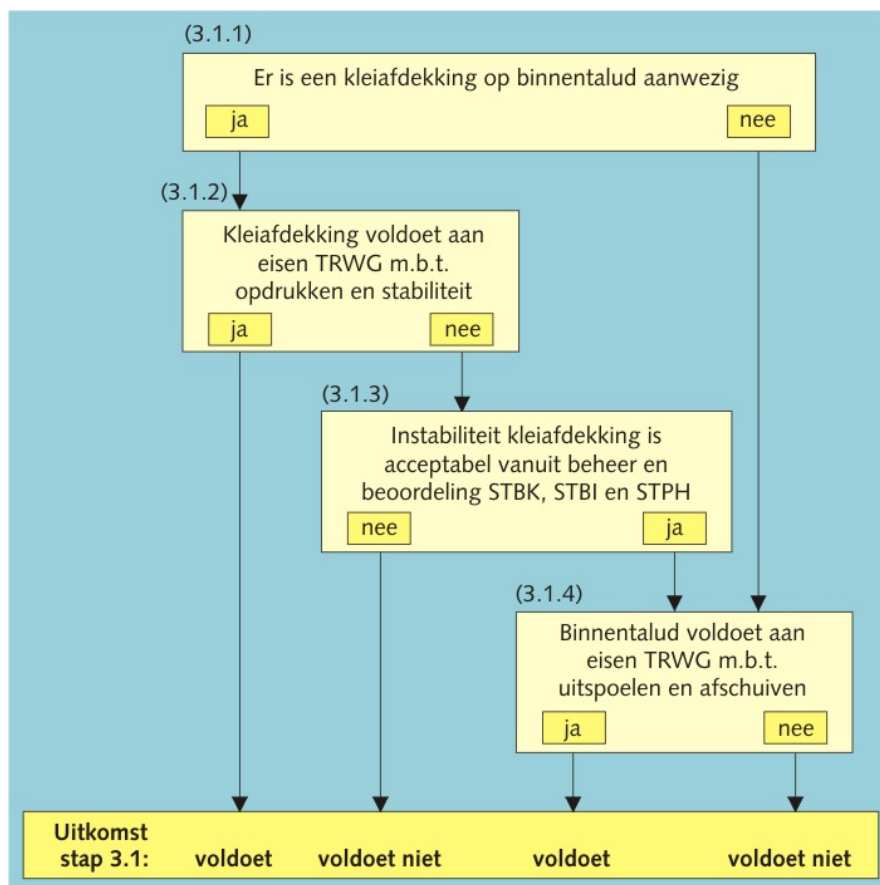 (3.1.1)
Er is een kleiafdekking op binnentalud aanwezig
ja nee
(3.1.2)
Kleiafdekking voldoet aan
eisen TRWG m.b.t.
opdrukken en stabiliteit
ja nee
(3.1.3)
Instabiliteit kleiafdekking is
acceptabel vanuit beheer en
beoordeling STBK, STBI en STPH
nee ja
(3.1.4)
Binnentalud voldoet aan
eisen TRWG m.b.t.
uitspoelen en afschuiven
ja nee
Uitkomst
stap 3.1: voldoet voldoet niet voldoet voldoet niet